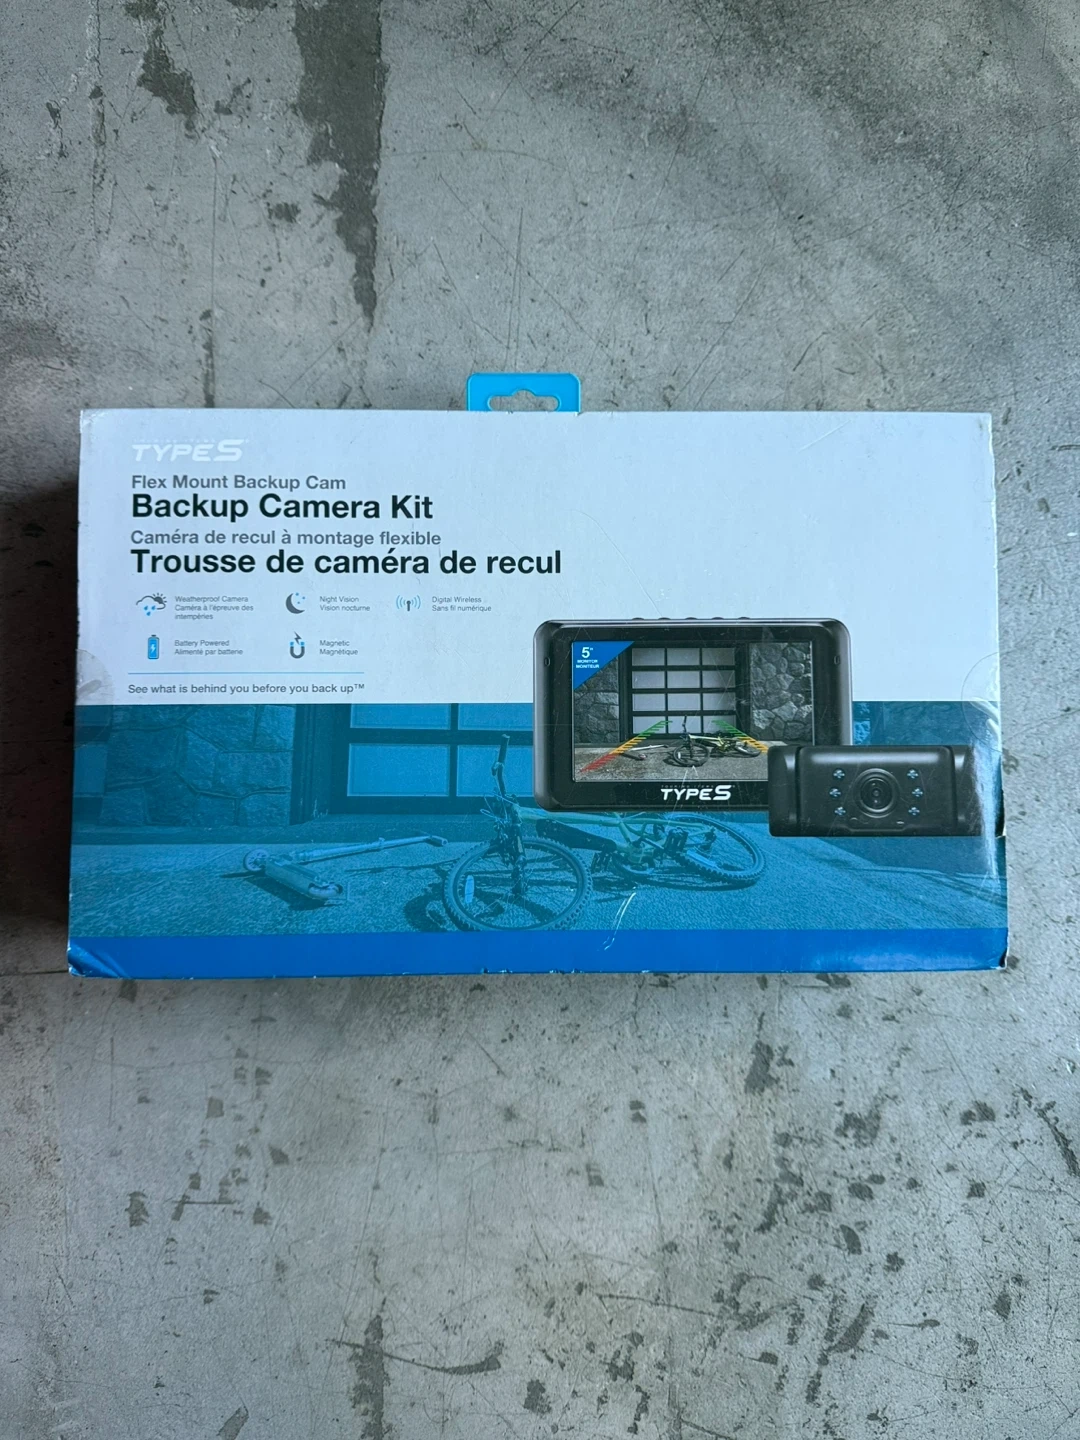 TYPE S
Flex Mount Backup Cam
Backup Camera Kit
Caméra de recul à montage flexible
Trousse de caméra de recul
Weatherproof Camera
Caméra à l'épreuve des
intempéries
Night Vision
Vision nocturne
Digital Wireless
Sans fil numérique
Battery Powered
Alimenté par batterie
Magnetic
Magnétique
See what is behind you before you back up™
5"
MONITOR
MONITEUR
TYPE S